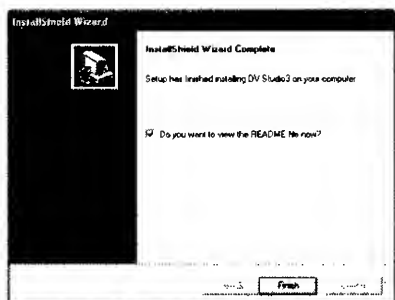 InstallShield Wizard
InstallShield Wizard Complete
Setup has finished installing DV Studio3 on your computer
Do you want to view the README file now?
Finish